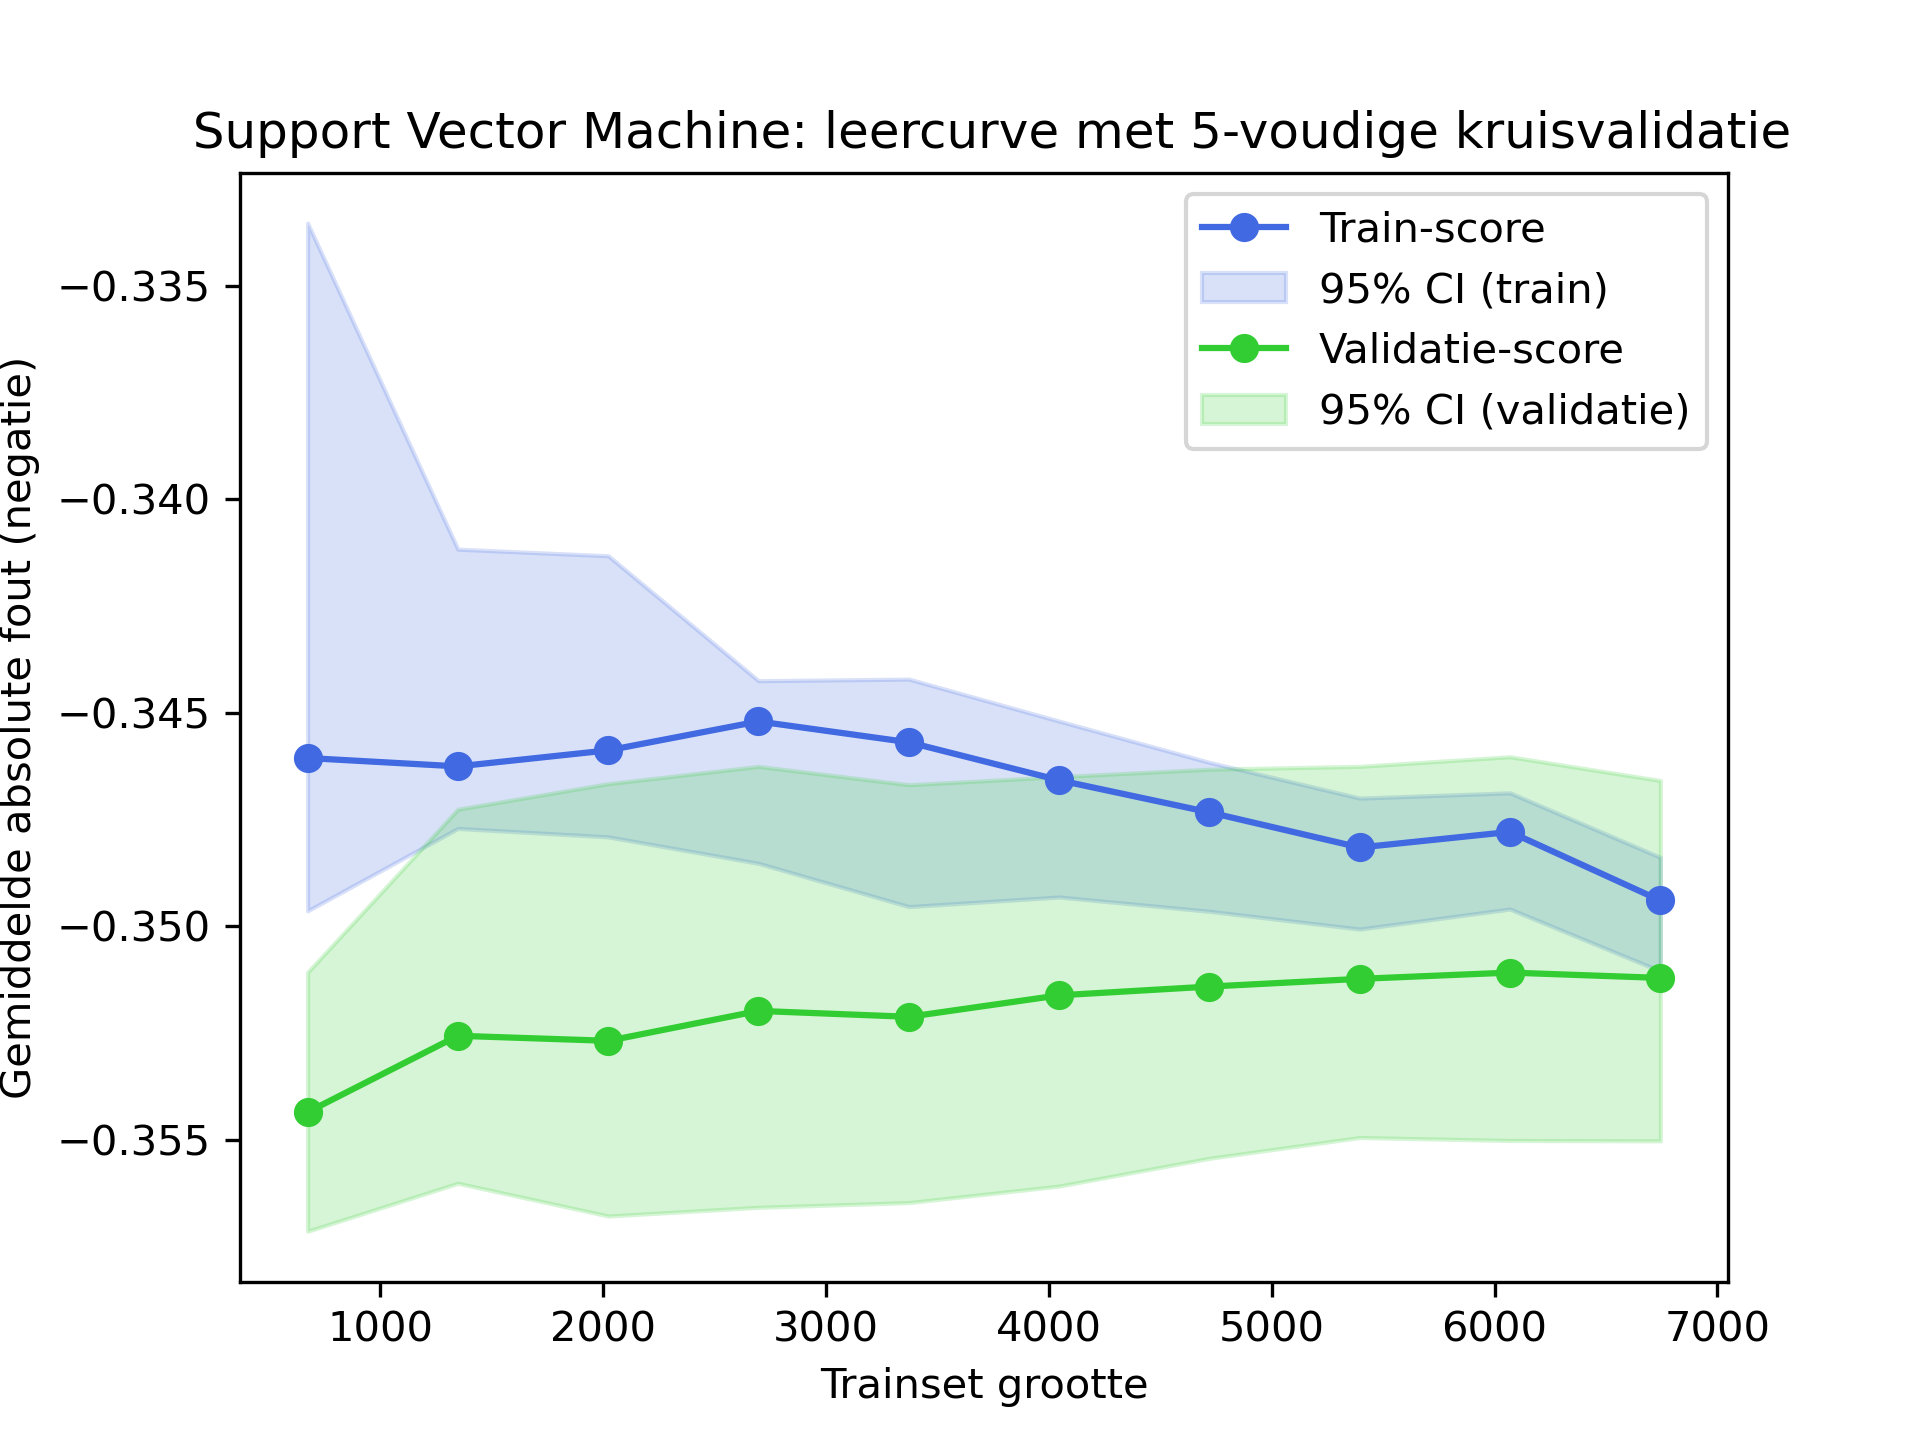 Support Vector Machine: leercurve met 5-voudige kruisvalidatie
Train-score
95% CI (train)
Validatie-score
95% CI (validatie)
Gemiddelde absolute fout (negatie)
−0.335
−0.340
−0.345
−0.350
−0.355
1000 2000 3000 4000 5000 6000 7000
Trainset grootte